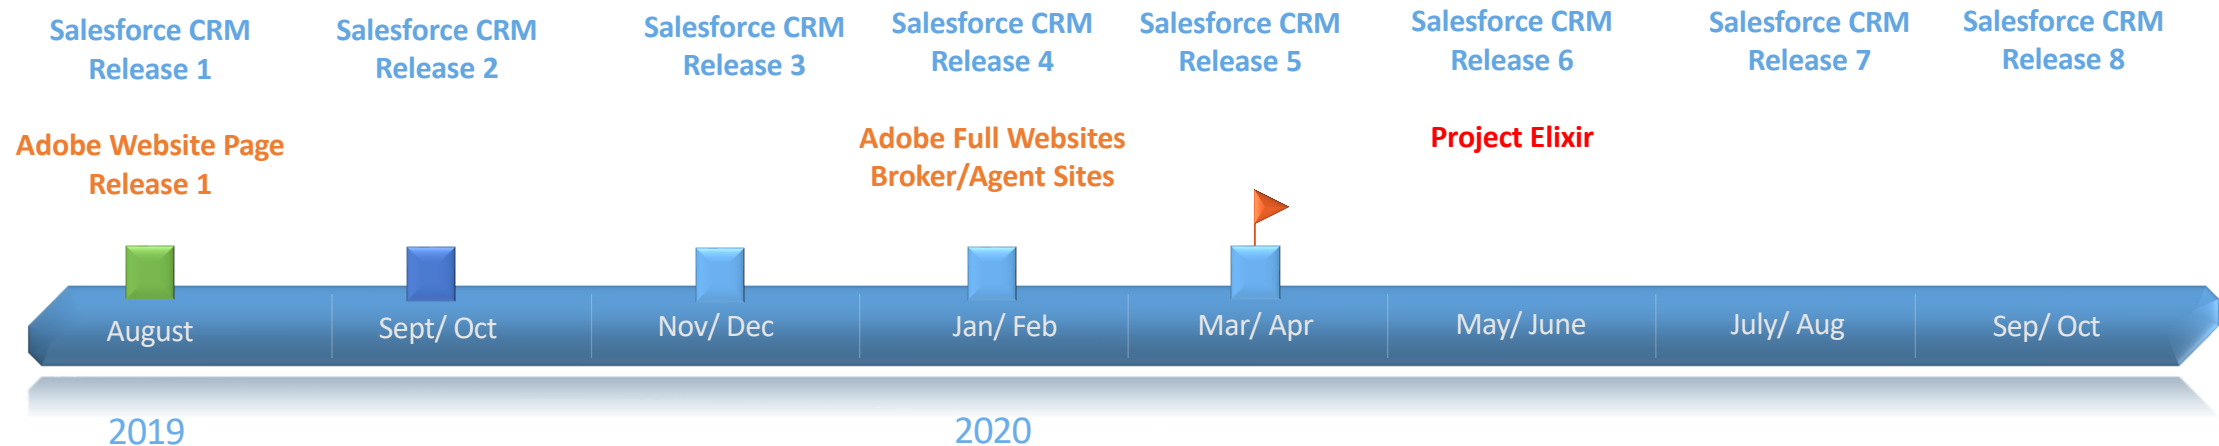 Salesforce CRM
Release 1
Salesforce CRM
Release 2
Salesforce CRM
Release 3
Salesforce CRM
Release 4
Salesforce CRM
Release 5
Salesforce CRM
Release 6
Salesforce CRM
Release 7
Salesforce CRM
Release 8
Adobe Website Page
Release 1
Adobe Full Websites
Broker/Agent Sites
Project Elixir
August
Sept/ Oct
Nov/ Dec
Jan/ Feb
Mar/ Apr
May/ June
July/ Aug
Sep/ Oct
2019
2020